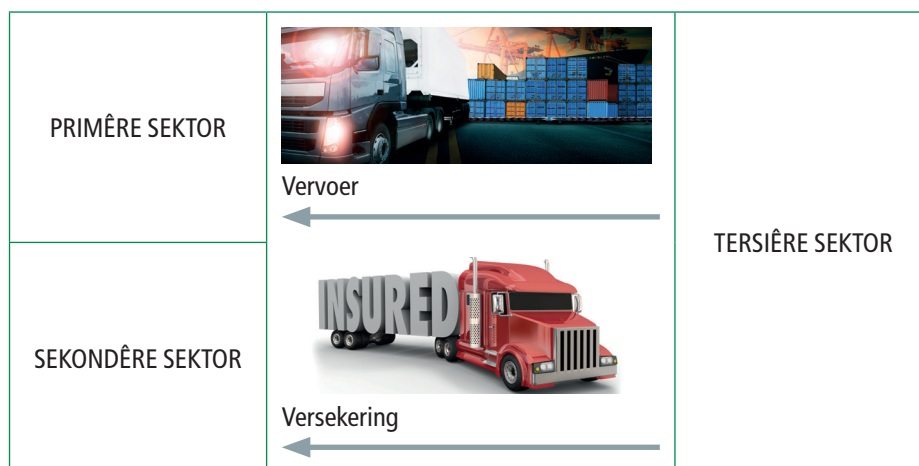 PRIMÊRE SEKTOR
Vervoer
TERSIÊRE SEKTOR
INSURED
SEKONDÊRE SEKTOR
Versekering